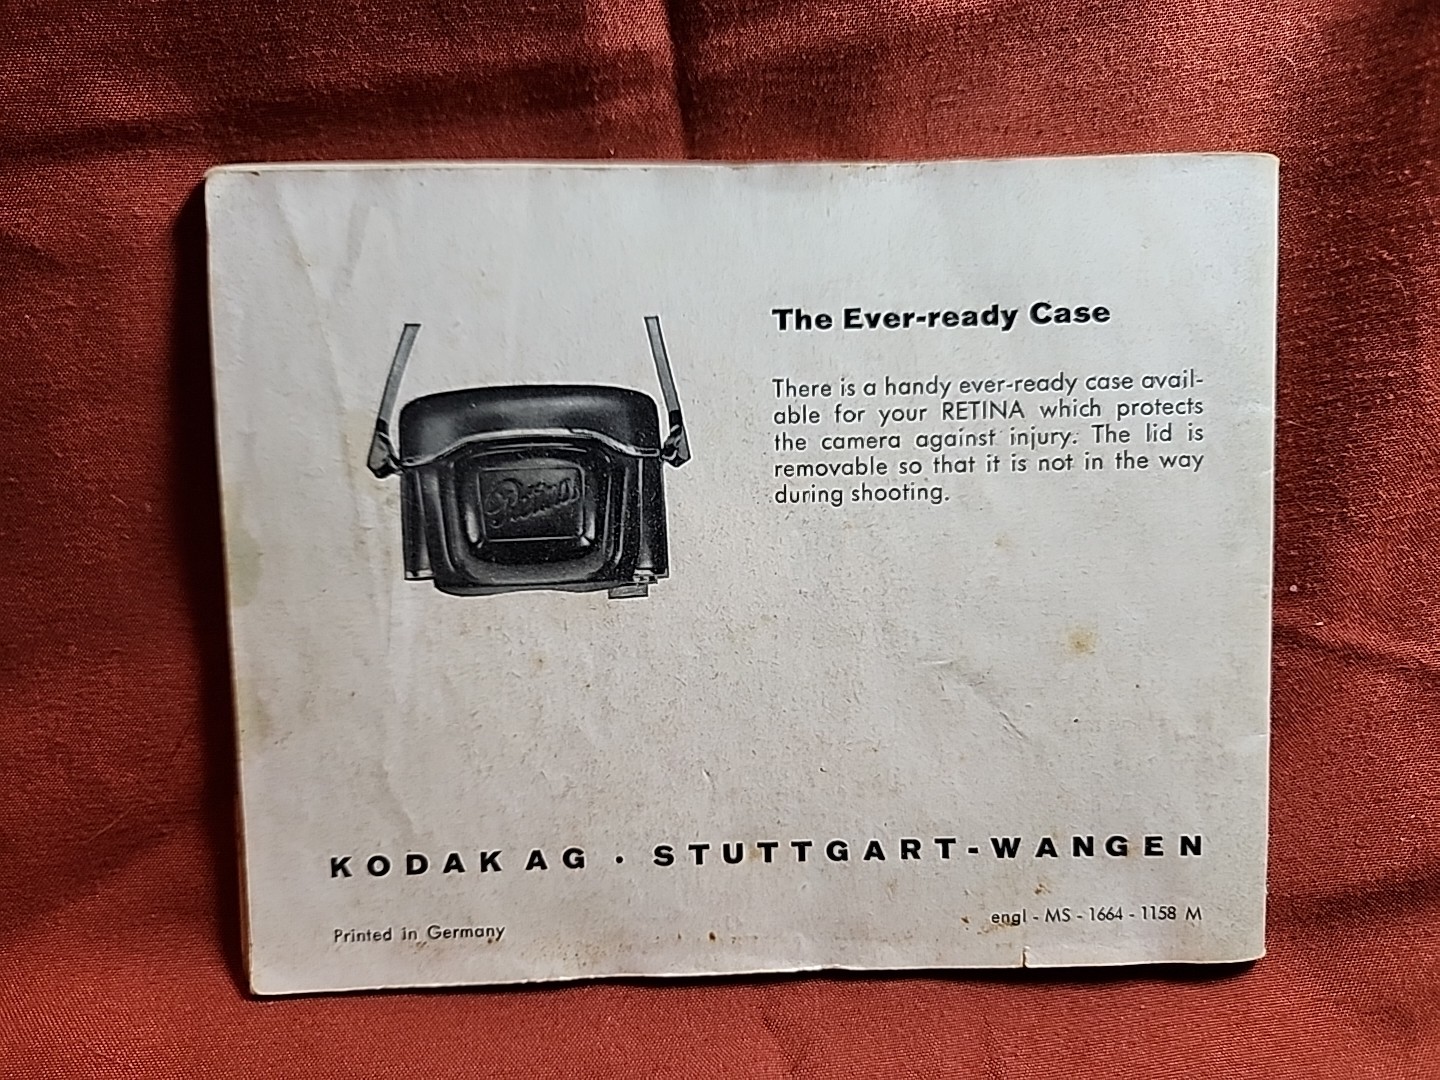 The Ever-ready Case
There is a handy ever-ready case avail-
able for your RETINA which protects
the camera against injury. The lid is
removable so that it is not in the way
during shooting.
Retina
KODAK AG · STUTTGART-WANGEN
engl - MS - 1664 - 1158 M
Printed in Germany